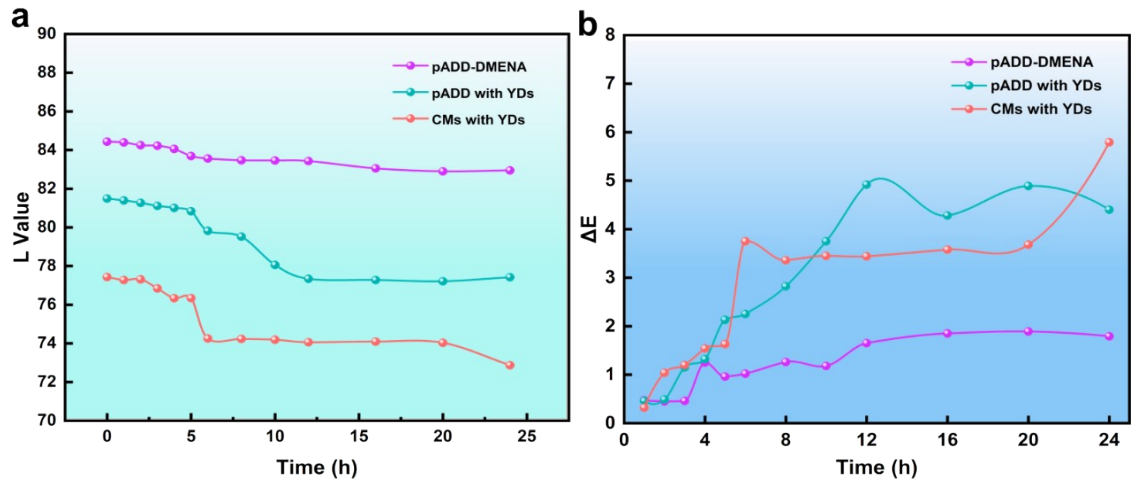 a
90
88
86
84
82
80
78
76
74
72
70
L Value
0
5
10
15
20
25
Time (h)
pADD-DMENA
pADD with YDs
CMs with YDs
b
8
7
6
5
4
3
2
1
0
ΔE
0
4
8
12
16
20
24
Time (h)
pADD-DMENA
pADD with YDs
CMs with YDs